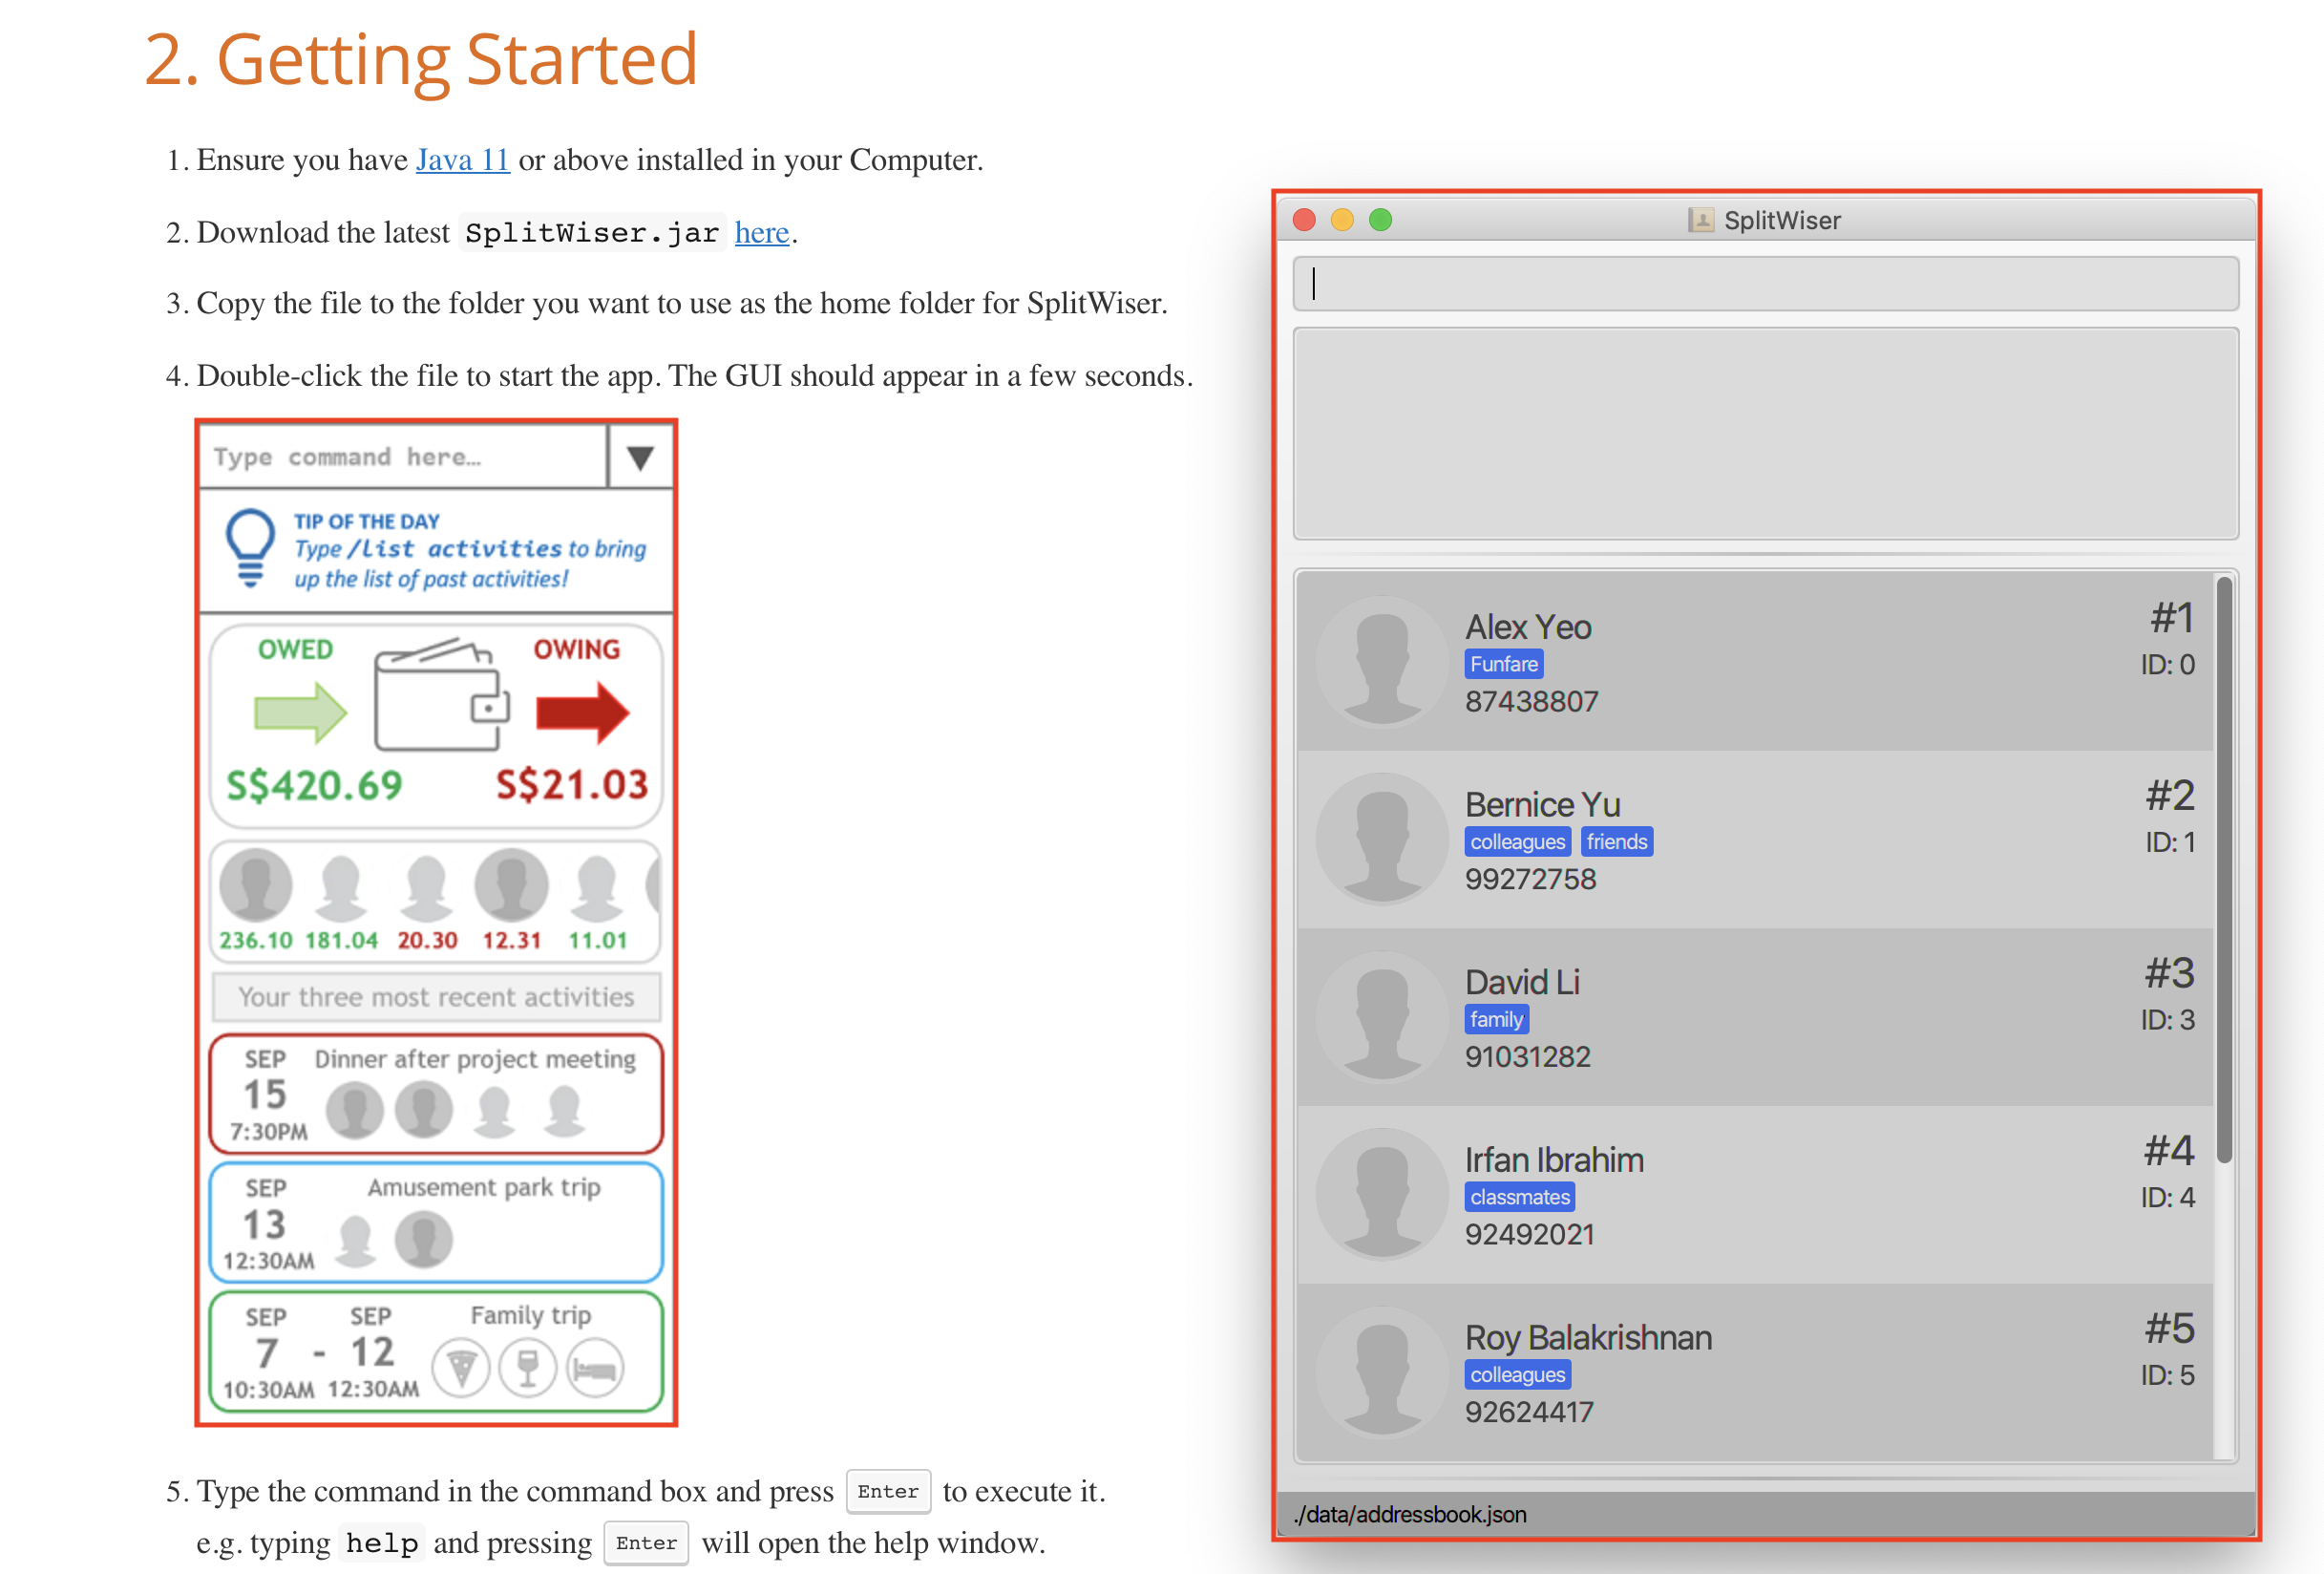 2. Getting Started
1. Ensure you have Java 11 or above installed in your Computer.
2. Download the latest SplitWiser.jar here.
3. Copy the file to the folder you want to use as the home folder for SplitWiser.
4. Double-click the file to start the app. The GUI should appear in a few seconds.
Type command here…
TIP OF THE DAY
Type /list activities to bring
up the list of past activities!
OWED OWING
S$420.69 S$21.03
236.10 181.04 20.30 12.31 11.01
Your three most recent activities
SEP Dinner after project meeting
15
7:30PM
SEP Amusement park trip
13
12:30AM
SEP SEP Family trip
7 - 12
10:30AM 12:30AM
5. Type the command in the command box and press Enter to execute it.
e.g. typing help and pressing Enter will open the help window.
SplitWiser
Alex Yeo #1
Funfare ID: 0
87438807
Bernice Yu #2
colleagues friends ID: 1
99272758
David Li #3
family ID: 3
91031282
Irfan Ibrahim #4
classmates ID: 4
92492021
Roy Balakrishnan #5
colleagues ID: 5
92624417
./data/addressbook.json